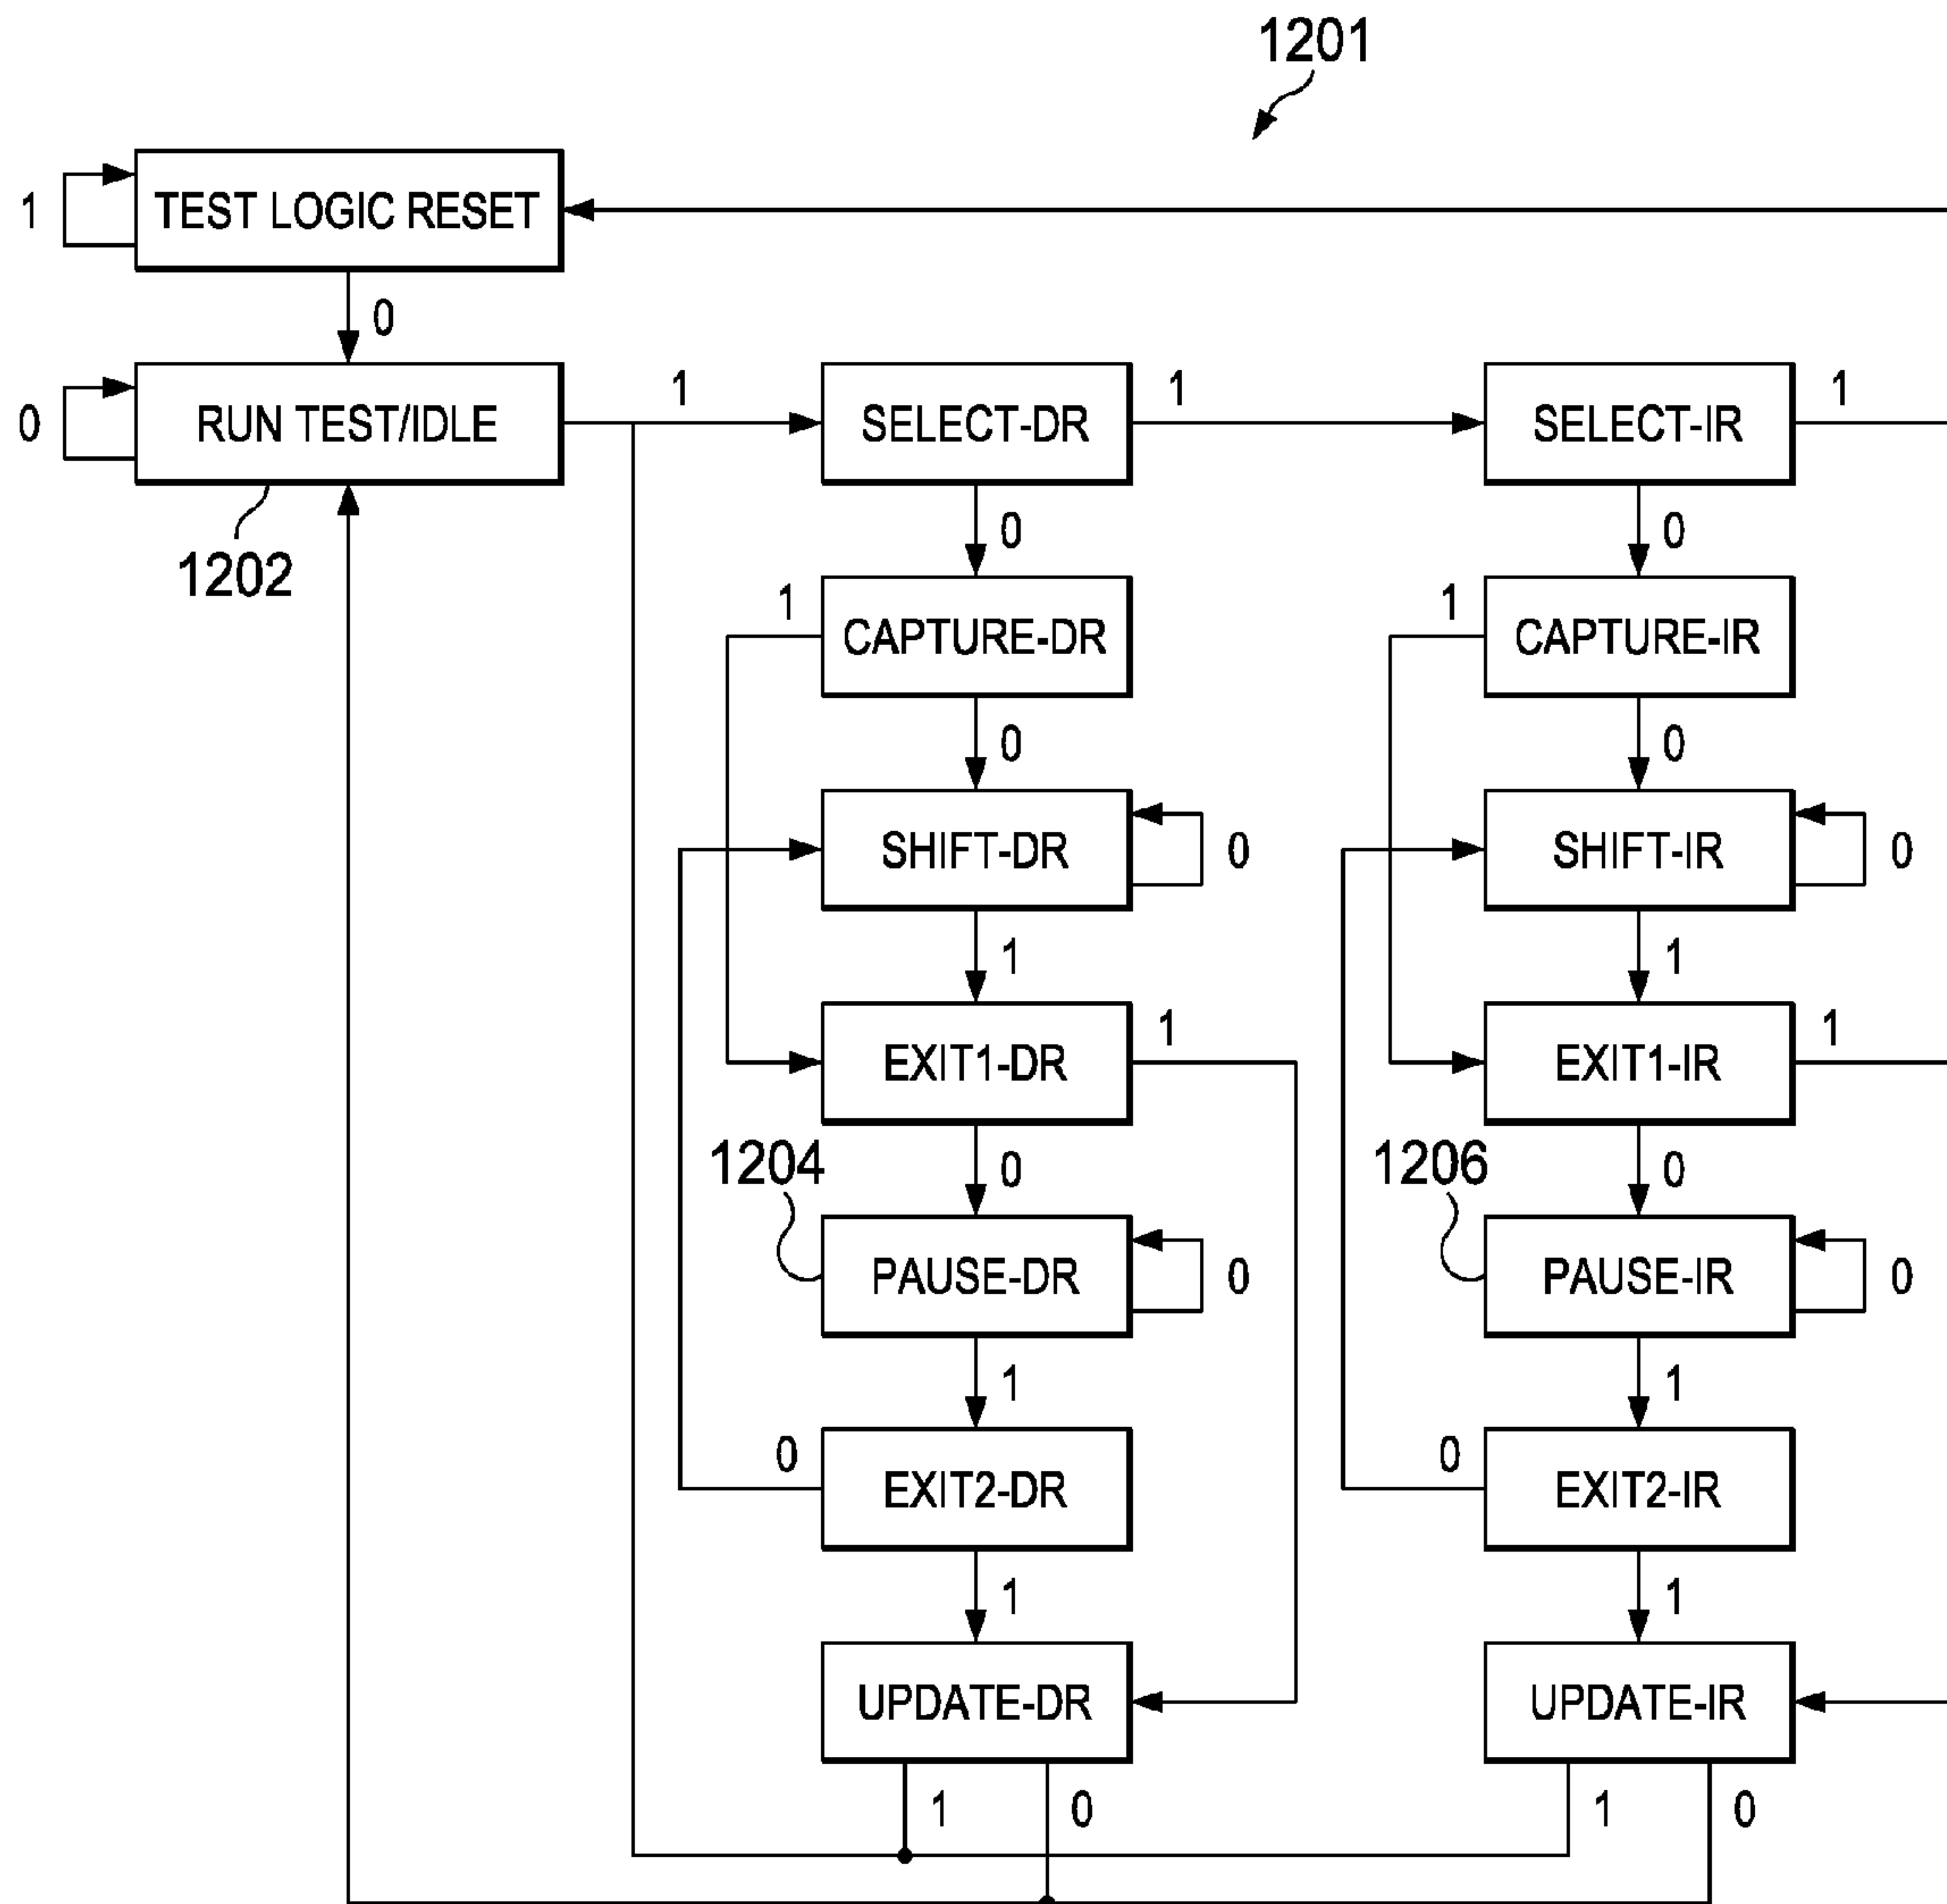 1201
1 TEST LOGIC RESET
0
0 RUN TEST/IDLE 1 SELECT-DR 1 SELECT-IR 1
1202
0 0
1 CAPTURE-DR 1 CAPTURE-IR
0 0
SHIFT-DR 0 SHIFT-IR 0
1 1
EXIT1-DR 1 EXIT1-IR 1
1204 0 1206 0
PAUSE-DR 0 PAUSE-IR 0
1 1
0 EXIT2-DR 0 EXIT2-IR
1 1
UPDATE-DR UPDATE-IR
1 0 1 0